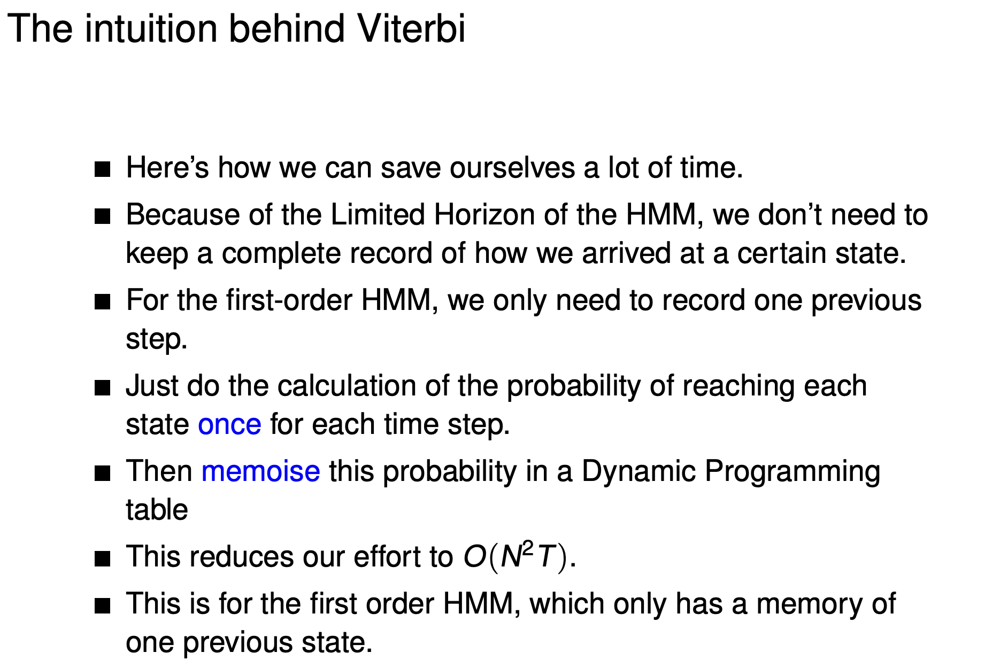 The intuition behind Viterbi
Here’s how we can save ourselves a lot of time.
Because of the Limited Horizon of the HMM, we don’t need to
keep a complete record of how we arrived at a certain state.
For the first-order HMM, we only need to record one previous
step.
Just do the calculation of the probability of reaching each
state once for each time step.
Then memoise this probability in a Dynamic Programming
table
This reduces our effort to O(N²T).
This is for the first order HMM, which only has a memory of
one previous state.